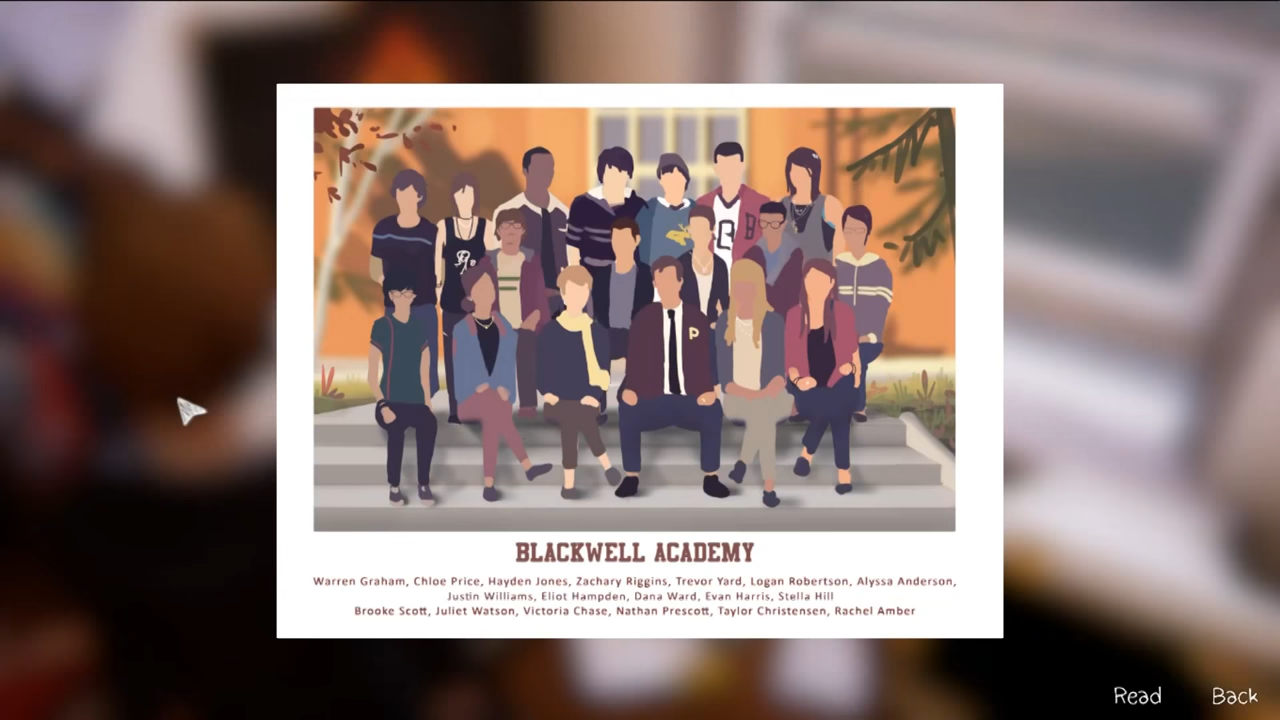 BLACKWELL ACADEMY
Warren Graham, Chloe Price, Hayden Jones, Zachary Riggins, Trevor Yard, Logan Robertson, Alyssa Anderson,
Justin Williams, Eliot Hampden, Dana Ward, Evan Harris, Stella Hill
Brooke Scott, Juliet Watson, Victoria Chase, Nathan Prescott, Taylor Christensen, Rachel Amber
Read Back